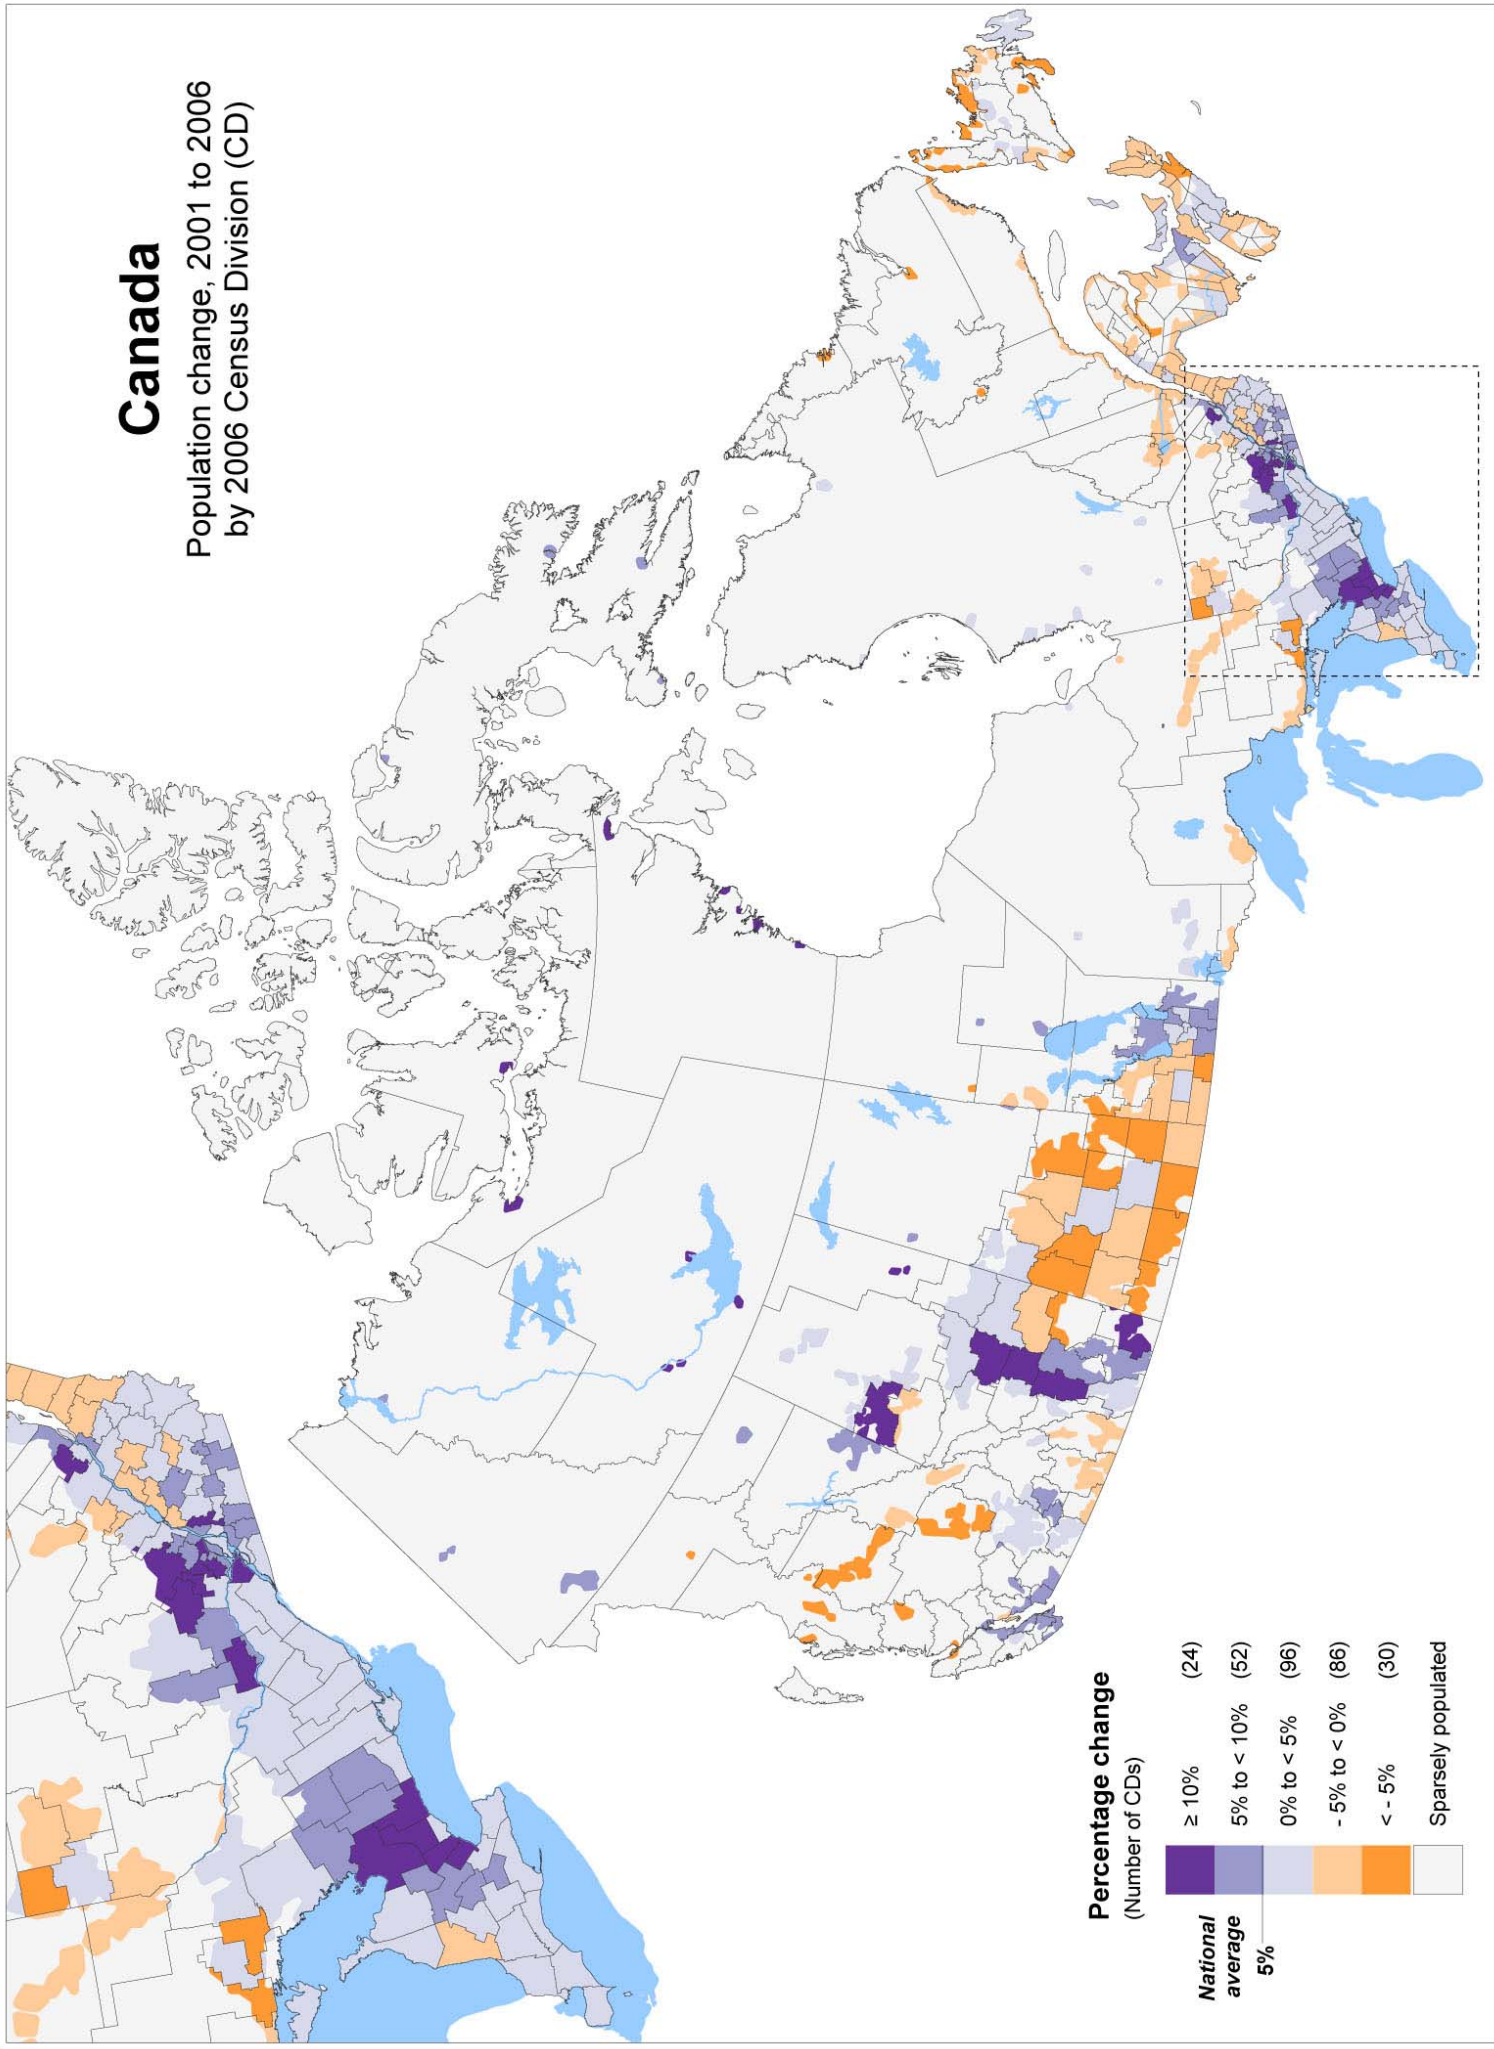 Canada
Population change, 2001 to 2006
by 2006 Census Division (CD)
Percentage change
(Number of CDs)
≥ 10% (24)
5% to < 10% (52)
0% to < 5% (96)
- 5% to < 0% (86)
< - 5% (30)
Sparsely populated
National
average
5%